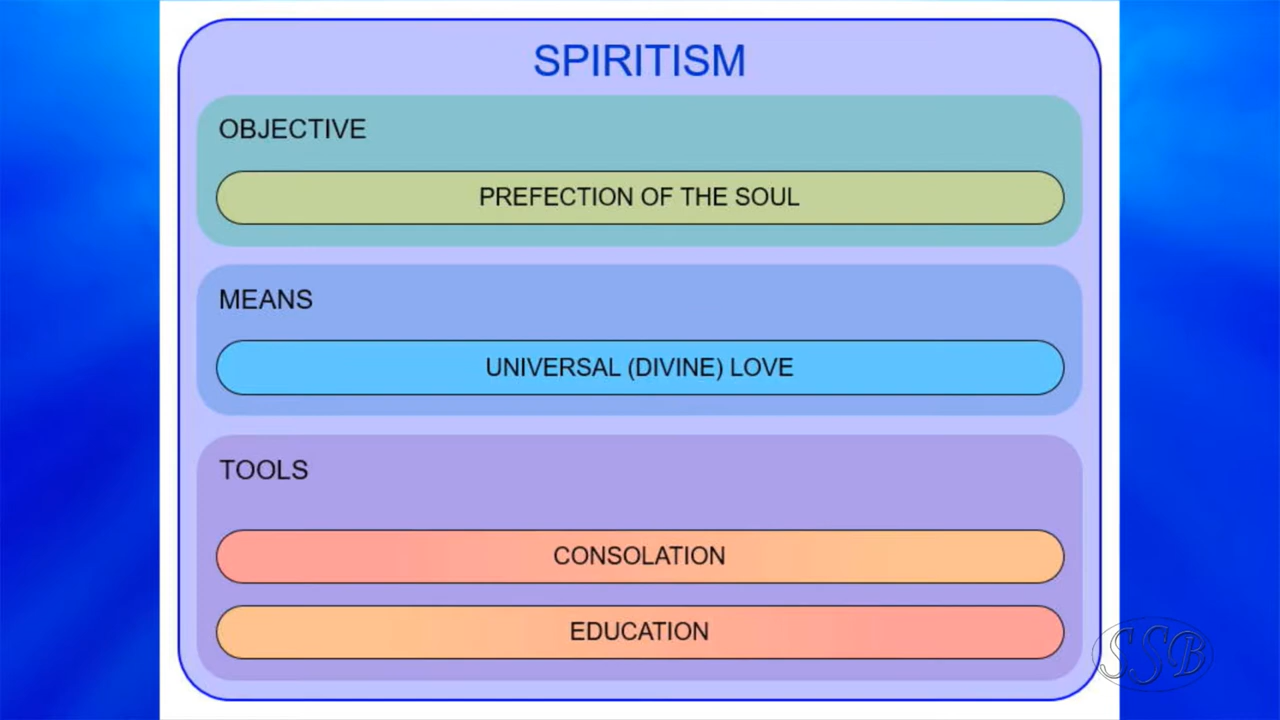 SPIRITISM
OBJECTIVE
PREFECTION OF THE SOUL
MEANS
UNIVERSAL (DIVINE) LOVE
TOOLS
CONSOLATION
EDUCATION
SSB